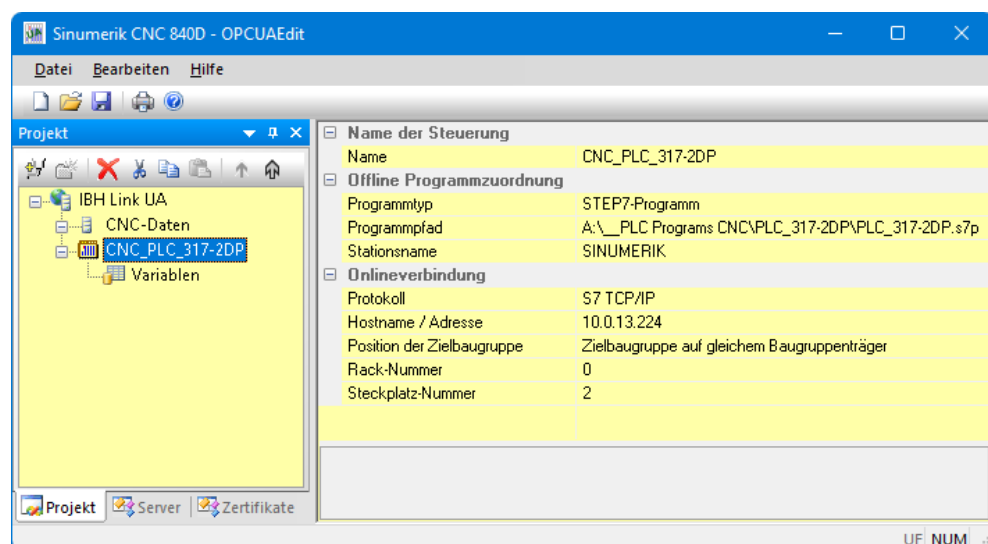 Sinumerik CNC 840D - OPCUAEdit
Datei Bearbeiten Hilfe
Projekt
IBH Link UA
CNC-Daten
CNC_PLC_317-2DP
Variablen
Projekt Server Zertifikate
Name der Steuerung
Name CNC_PLC_317-2DP
Offline Programmzuordnung
Programmtyp STEP7-Programm
Programmpfad A:\__PLC Programs CNC\PLC_317-2DP\PLC_317-2DP.s7p
Stationsname SINUMERIK
Onlineverbindung
Protokoll S7 TCP/IP
Hostname / Adresse 10.0.13.224
Position der Zielbaugruppe Zielbaugruppe auf gleichem Baugruppenträger
Rack-Nummer 0
Steckplatz-Nummer 2
UF NUM